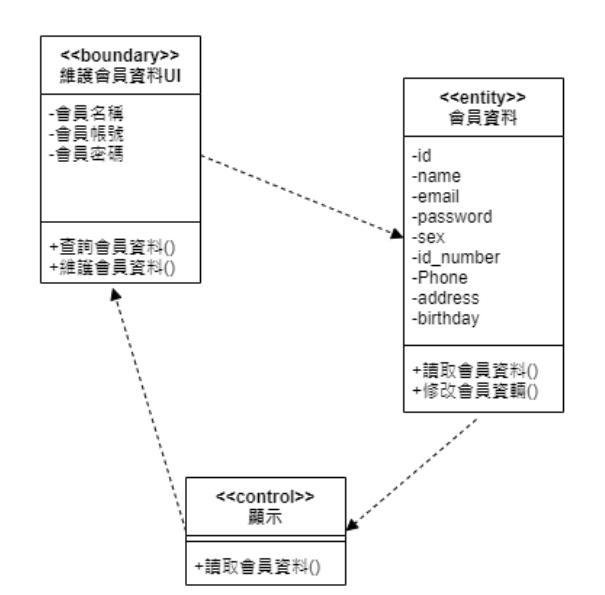 <<boundary>>
維護會員資料UI
-會員名稱
-會員帳號
-會員密碼
+查詢會員資料()
+維護會員資料()
<<entity>>
會員資料
-id
-name
-email
-password
-sex
-id_number
-Phone
-address
-birthday
+讀取會員資料()
+修改會員資輛()
<<control>>
顯示
+讀取會員資料()